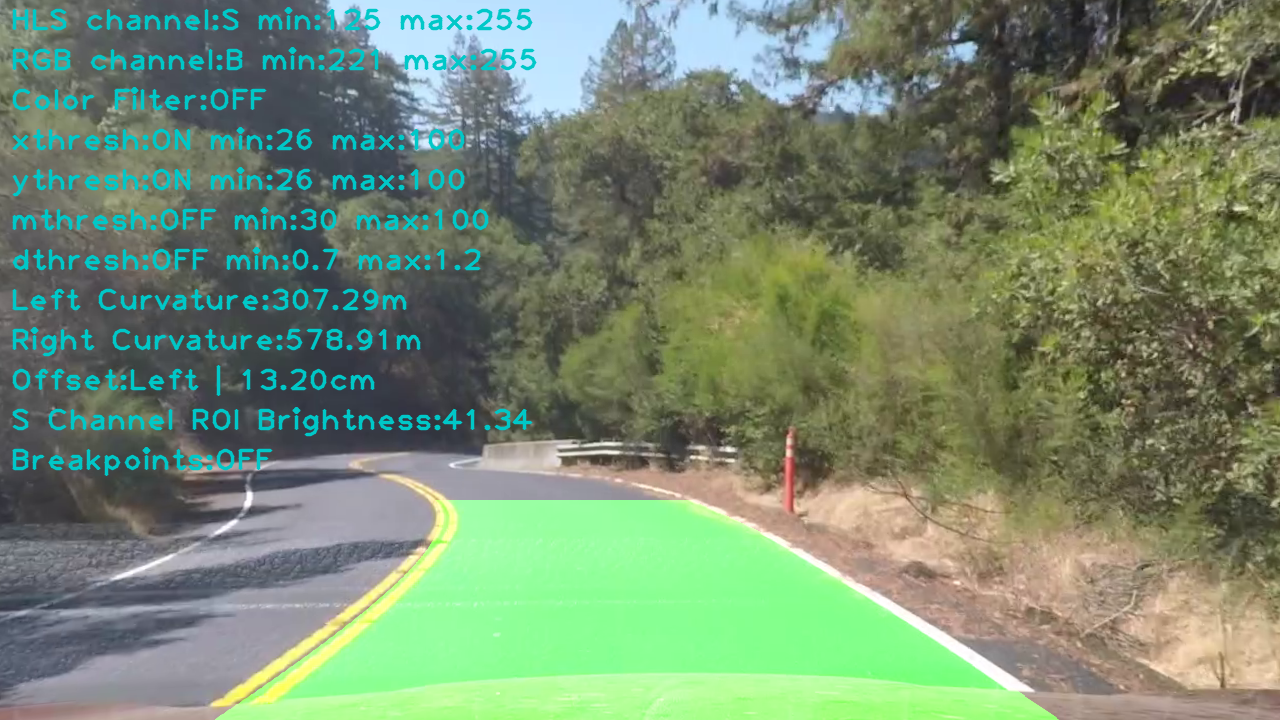 HLS channel:S min:125 max:255
RGB channel:B min:221 max:255
Color Filter:OFF
xthresh:ON min:26 max:100
ythresh:ON min:26 max:100
mthresh:OFF min:30 max:100
dthresh:OFF min:0.7 max:1.2
Left Curvature:307.29m
Right Curvature:578.91m
Offset:Left | 13.20cm
S Channel ROI Brightness:41.34
Breakpoints:OFF